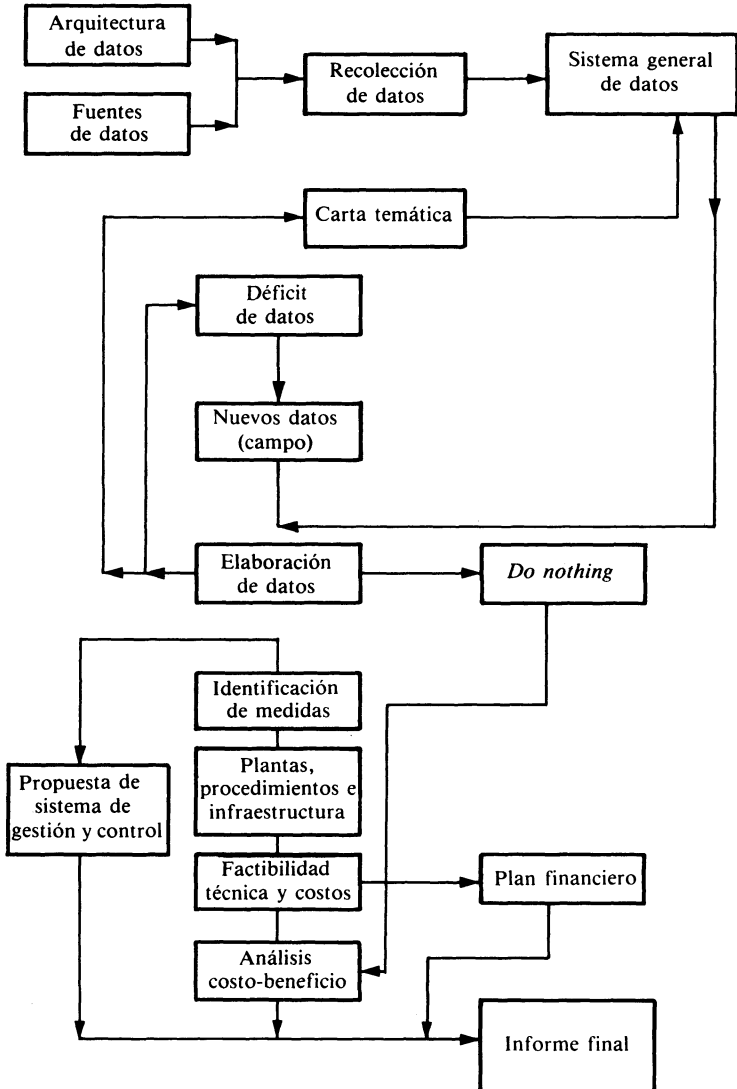 Arquitectura
de datos
Fuentes
de datos
Recolección
de datos
Sistema general
de datos
Carta temática
Déficit
de datos
Nuevos datos
(campo)
Elaboración
de datos
Do nothing
Identificación
de medidas
Plantas,
procedimientos e
infraestructura
Propuesta de
sistema de
gestión y control
Factibilidad
técnica y costos
Plan financiero
Análisis
costo-beneficio
Informe final